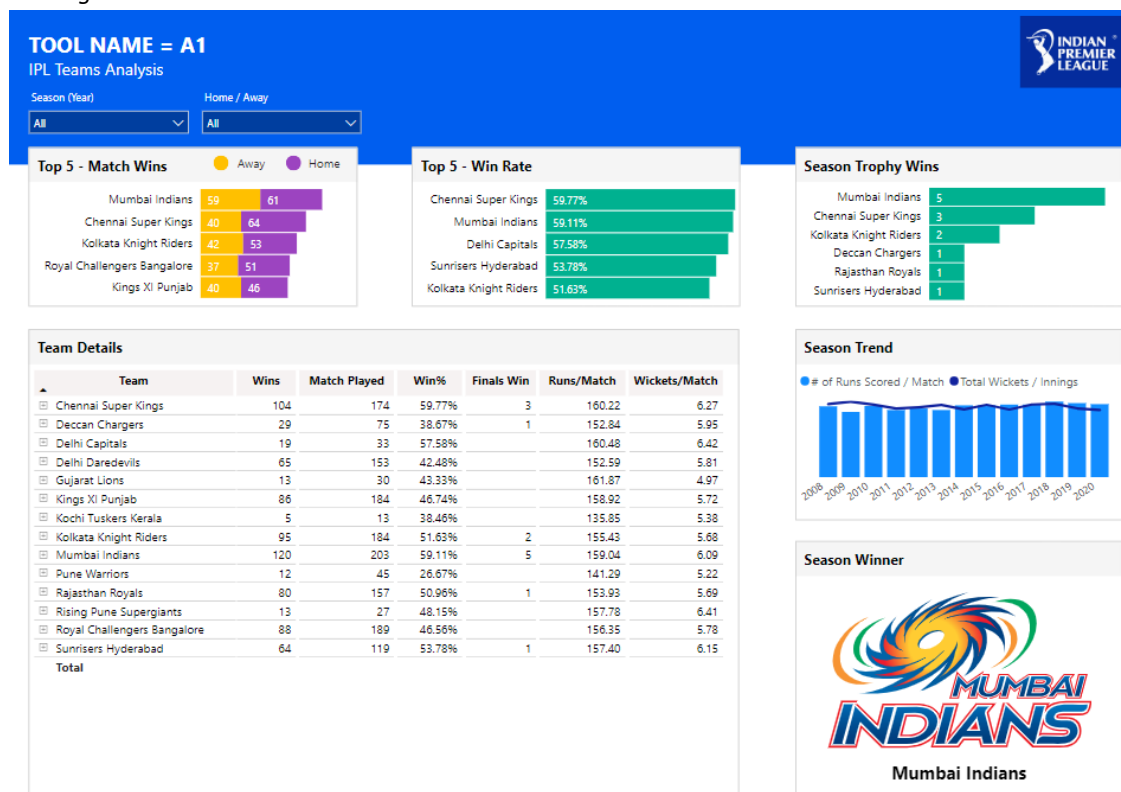 TOOL NAME = A1
IPL Teams Analysis
INDIAN
PREMIER
LEAGUE
Season (Year) Home / Away
All All
Top 5 - Match Wins Away Home
Mumbai Indians 59 61
Chennai Super Kings 40 64
Kolkata Knight Riders 42 53
Royal Challengers Bangalore 37 51
Kings XI Punjab 40 46
Top 5 - Win Rate
Chennai Super Kings 59.77%
Mumbai Indians 59.11%
Delhi Capitals 57.58%
Sunrisers Hyderabad 53.78%
Kolkata Knight Riders 51.63%
Season Trophy Wins
Mumbai Indians 5
Chennai Super Kings 3
Kolkata Knight Riders 2
Deccan Chargers 1
Rajasthan Royals 1
Sunrisers Hyderabad 1
Team Details
Team Wins Match Played Win% Finals Win Runs/Match Wickets/Match
Chennai Super Kings 104 174 59.77% 3 160.22 6.27
Deccan Chargers 29 75 38.67% 1 152.84 5.95
Delhi Capitals 19 33 57.58% 160.48 6.42
Delhi Daredevils 65 153 42.48% 152.59 5.81
Gujarat Lions 13 30 43.33% 161.87 4.97
Kings XI Punjab 86 184 46.74% 158.92 5.72
Kochi Tuskers Kerala 5 13 38.46% 135.85 5.38
Kolkata Knight Riders 95 184 51.63% 2 155.43 5.68
Mumbai Indians 120 203 59.11% 5 159.04 6.09
Pune Warriors 12 45 26.67% 141.29 5.22
Rajasthan Royals 80 157 50.96% 1 153.93 5.69
Rising Pune Supergiants 13 27 48.15% 157.78 6.41
Royal Challengers Bangalore 88 189 46.56% 156.35 5.78
Sunrisers Hyderabad 64 119 53.78% 1 157.40 6.15
Total
Season Trend
# of Runs Scored / Match Total Wickets / Innings
2008 2009 2010 2011 2012 2013 2014 2015 2016 2017 2018 2019 2020
Season Winner
MUMBAI
INDIANS
Mumbai Indians